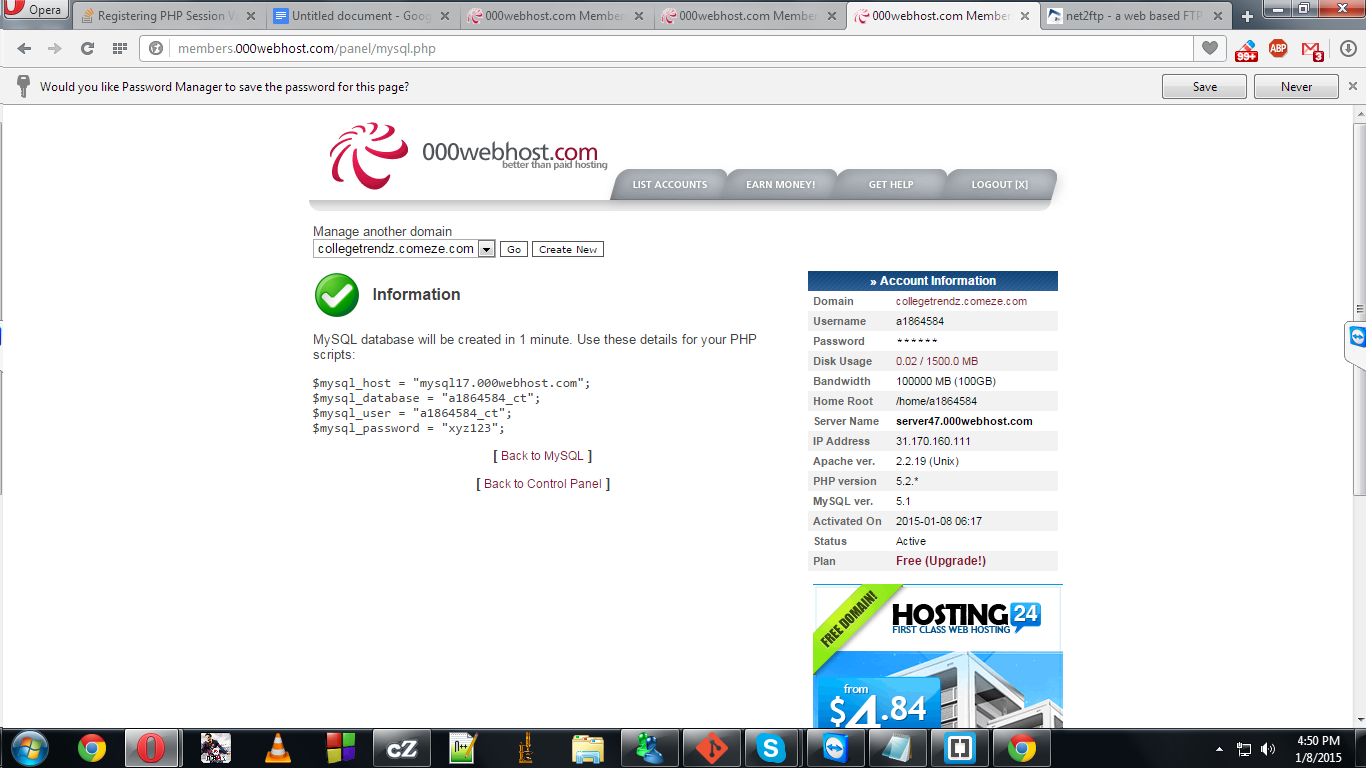 Opera
Registering PHP Session V
Untitled document - Goog
000webhost.com Membe
000webhost.com Membe
000webhost.com Membe
net2ftp - a web based FTP
members.000webhost.com/panel/mysql.php
99+
ABP
3
Would you like Password Manager to save the password for this page?
Save
Never
000webhost.com
better than paid hosting
LIST ACCOUNTS
EARN MONEY!
GET HELP
LOGOUT [X]
Manage another domain
collegetrendz.comeze.com
Go
Create New
Information
MySQL database will be created in 1 minute. Use these details for your PHP
scripts:
$mysql_host = "mysql17.000webhost.com";
$mysql_database = "a1864584_ct";
$mysql_user = "a1864584_ct";
$mysql_password = "xyz123";
[ Back to MySQL ]
[ Back to Control Panel ]
» Account Information
Domain collegetrendz.comeze.com
Username a1864584
Password ******
Disk Usage 0.02 / 1500.0 MB
Bandwidth 100000 MB (100GB)
Home Root /home/a1864584
Server Name server47.000webhost.com
IP Address 31.170.160.111
Apache ver. 2.2.19 (Unix)
PHP version 5.2.*
MySQL ver. 5.1
Activated On 2015-01-08 06:17
Status Active
Plan Free (Upgrade!)
FREE DOMAIN!
HOSTING 24
FIRST CLASS WEB HOSTING
from
$4.84
cZ
4:50 PM
1/8/2015